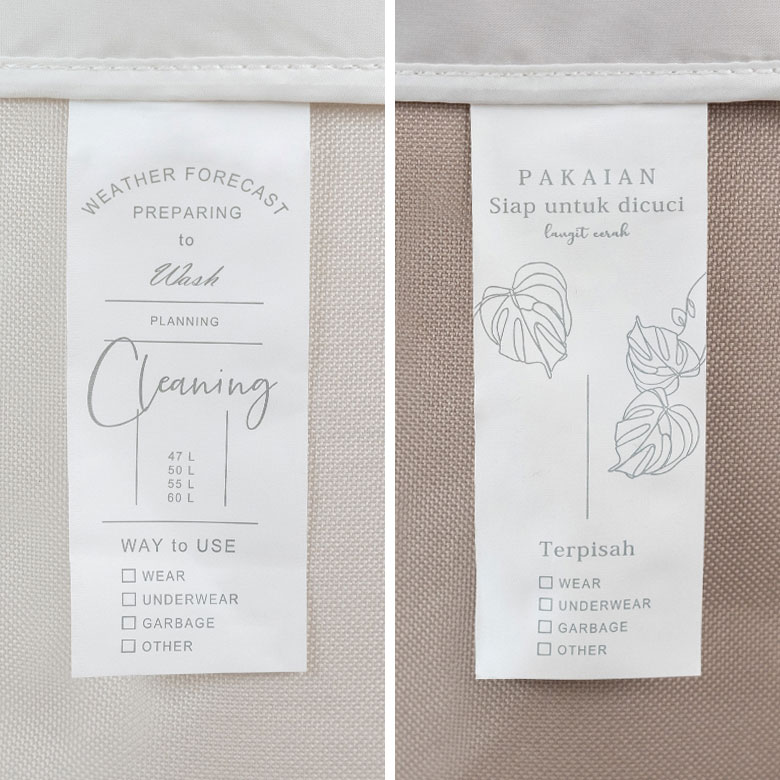 WEATHER FORECAST
PREPARING
to
Wash
PLANNING
Cleaning
47 L
50 L
55 L
60 L
WAY to USE
WEAR
UNDERWEAR
GARBAGE
OTHER
PAKAIAN
Siap untuk dicuci
langit cerah
Terpisah
WEAR
UNDERWEAR
GARBAGE
OTHER